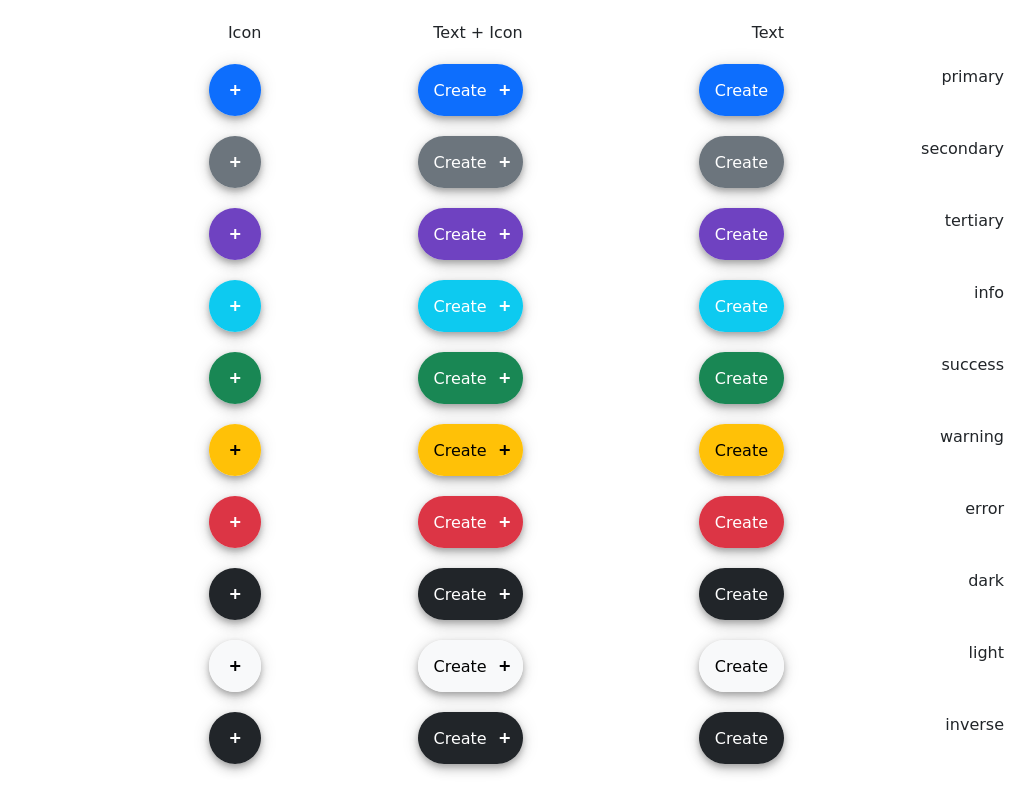 Icon Text + Icon Text
+ Create + Create primary
+ Create + Create secondary
+ Create + Create tertiary
+ Create + Create info
+ Create + Create success
+ Create + Create warning
+ Create + Create error
+ Create + Create dark
+ Create + Create light
+ Create + Create inverse